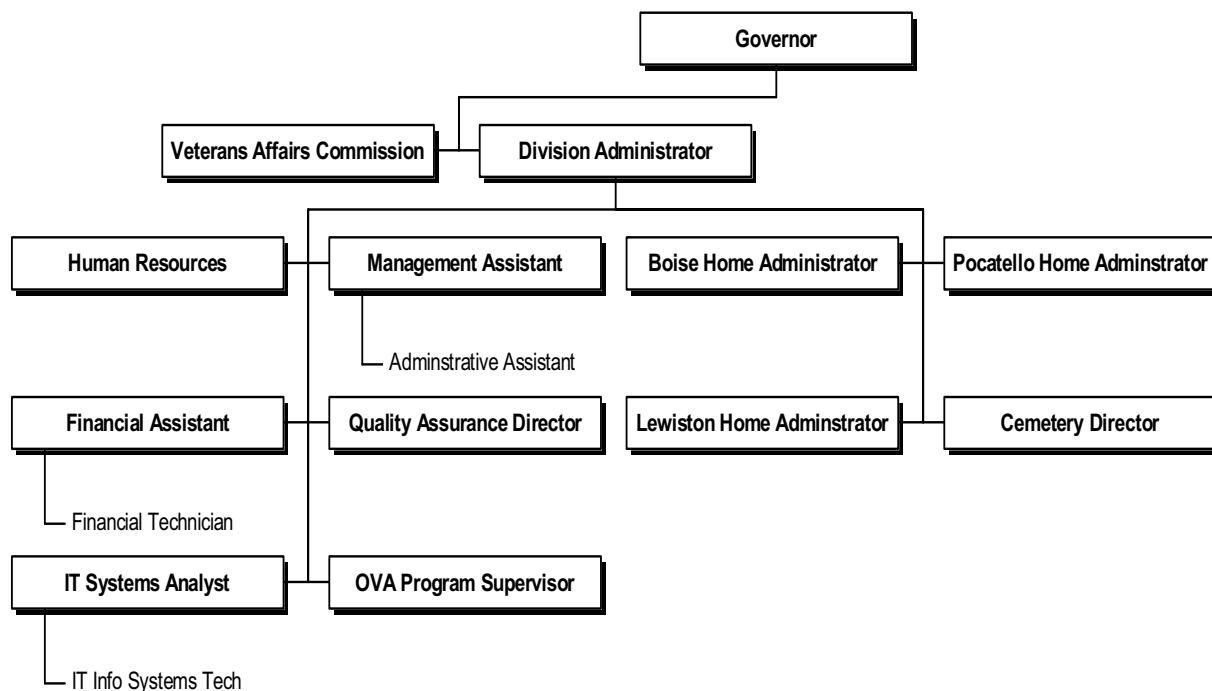 Governor
Veterans Affairs Commission
Division Administrator
Human Resources
Management Assistant
Boise Home Administrator
Pocatello Home Adminstrator
Adminstrative Assistant
Financial Assistant
Quality Assurance Director
Lewiston Home Adminstrator
Cemetery Director
Financial Technician
IT Systems Analyst
OVA Program Supervisor
IT Info Systems Tech